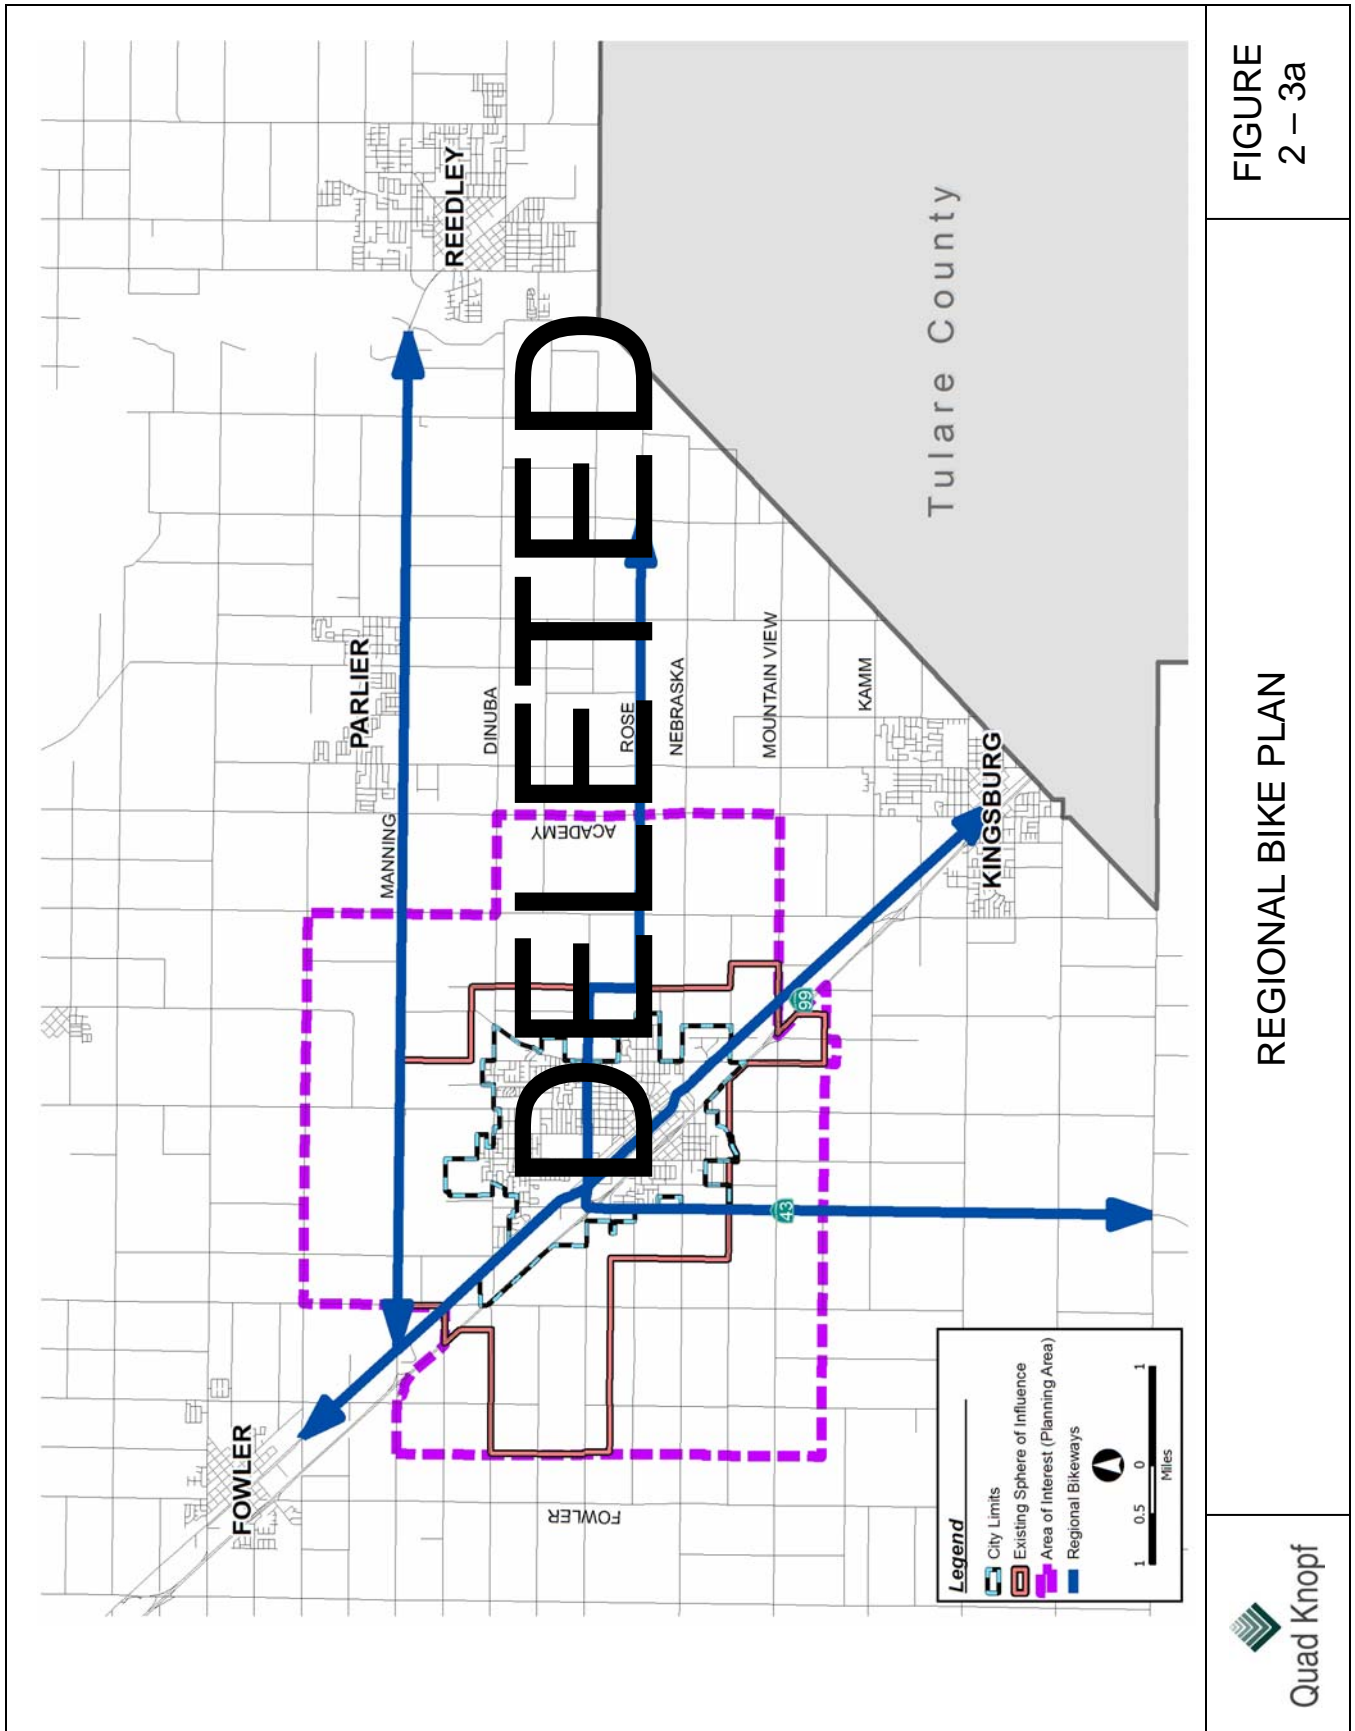 FOWLER
PARLIER
REEDLEY
MANNING
DINUBA
ACADEMY
ROSE
NEBRASKA
MOUNTAIN VIEW
KAMM
KINGSBURG
FOWLER
99
43
Tulare County
DELETED
Legend
City Limits
Existing Sphere of Influence
Area of Interest (Planning Area)
Regional Bikeways
1 0.5 0 1
Miles
Quad Knopf
REGIONAL BIKE PLAN
FIGURE
2 – 3a